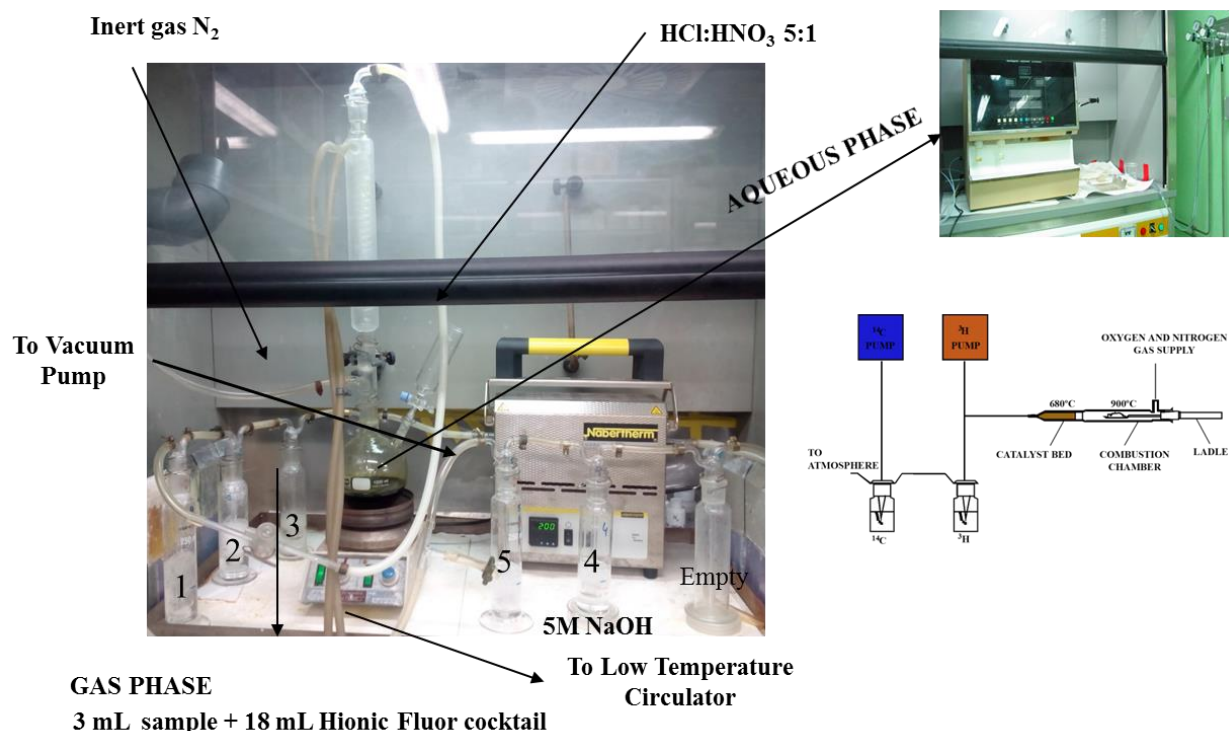 Inert gas N₂
HCl:HNO₃ 5:1
To Vacuum
Pump
AQUEOUS PHASE
Nabertherm
200
1
2
3
5
4
4
Empty
5M NaOH
To Low Temperature
Circulator
GAS PHASE
3 mL sample + 18 mL Hionic Fluor cocktail
¹⁴C
PUMP
³H
PUMP
OXYGEN AND NITROGEN
GAS SUPPLY
680°C
900°C
TO
ATMOSPHERE
CATALYST BED
COMBUSTION
CHAMBER
LADLE
¹⁴C
³H